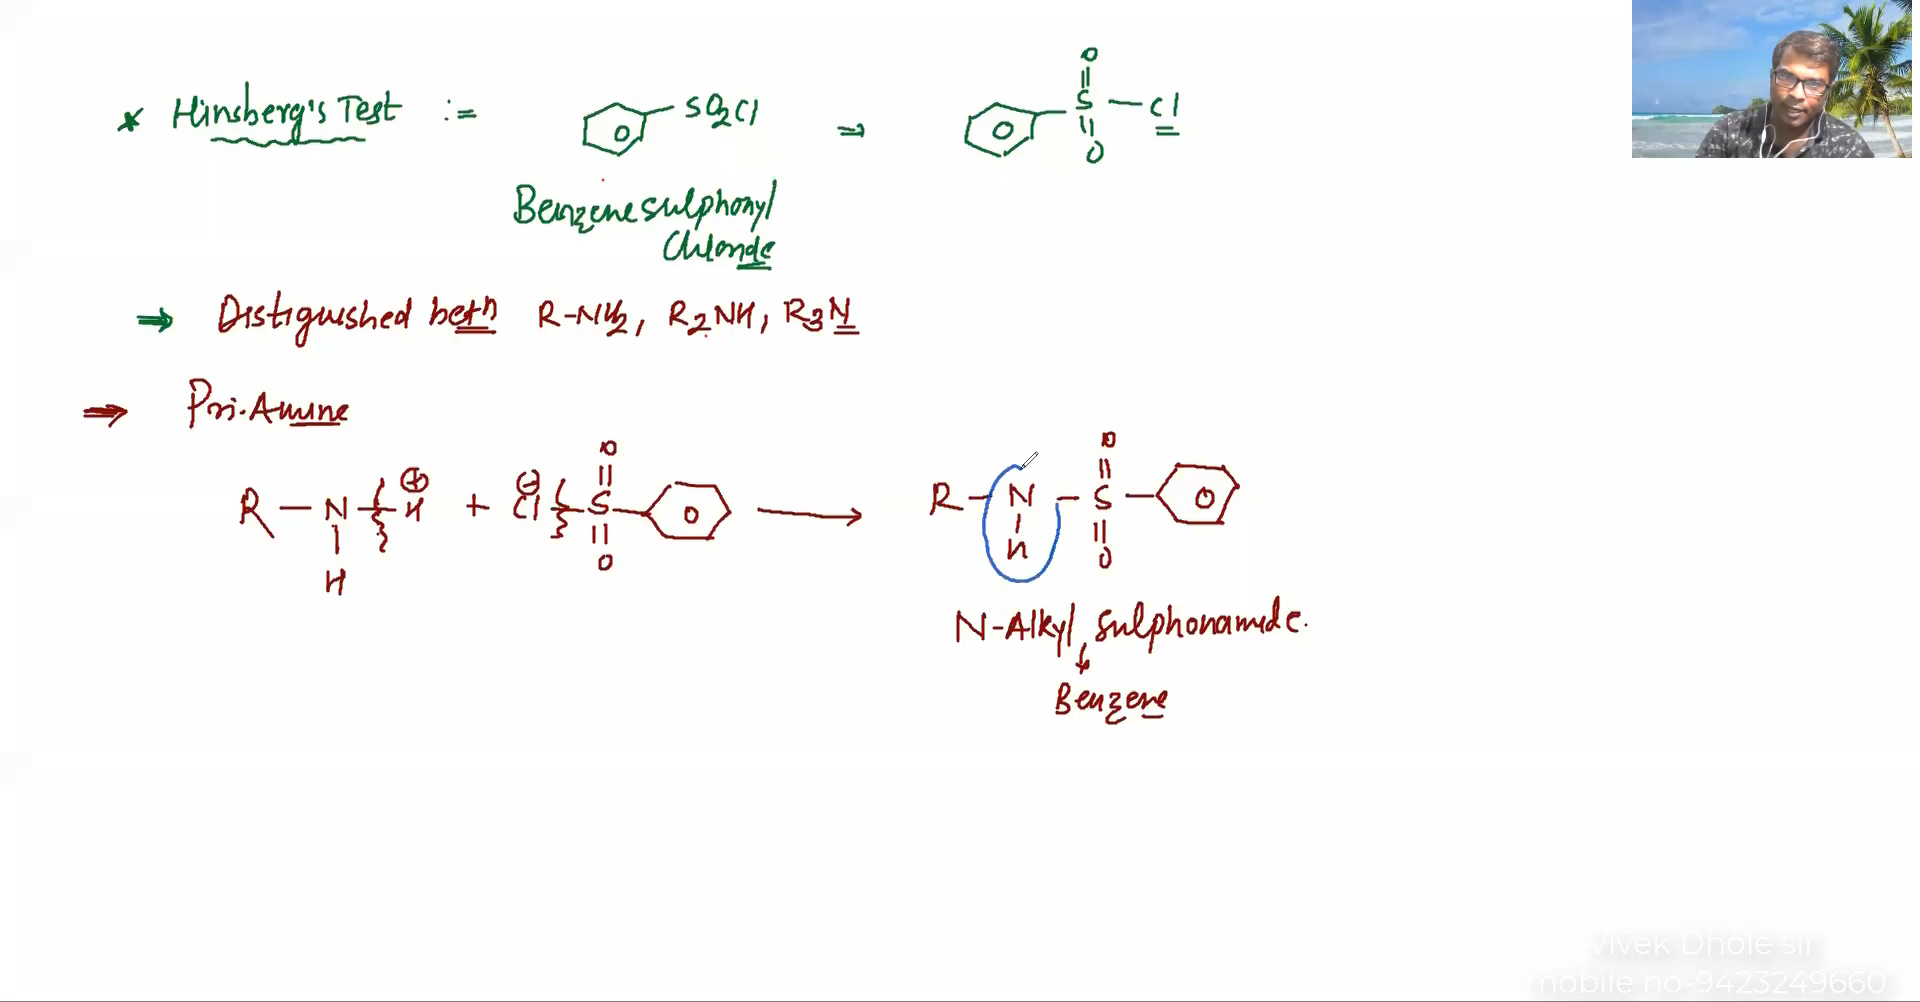 * Hinsberg's Test := SO2Cl ⇒ O
S - Cl
O
Benzenesulphonyl
Chloride
⇒ Distiguished betn R-NH2, R2NH, R3N
⇒ Pri. Amine
R - N - H ⊕ + ⊖ Cl - S - O → R - N - S - O
H O O H O O
N-Alkyl sulphonamide.
Benzene
Vivek Dhole sir
mobile no-9423249660